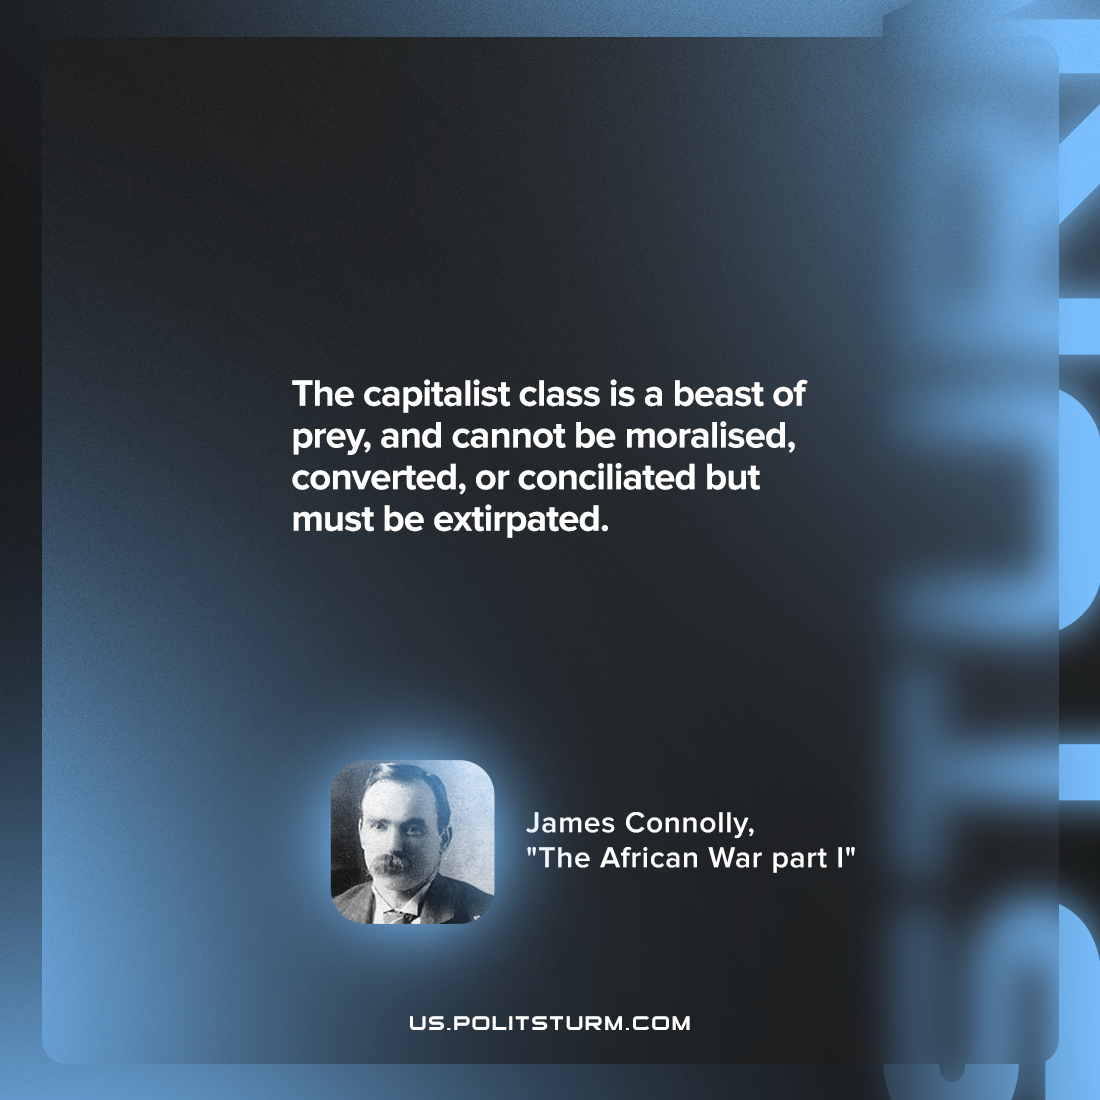 The capitalist class is a beast of
prey, and cannot be moralised,
converted, or conciliated but
must be extirpated.
James Connolly,
"The African War part I"
US.POLITSTURM.COM